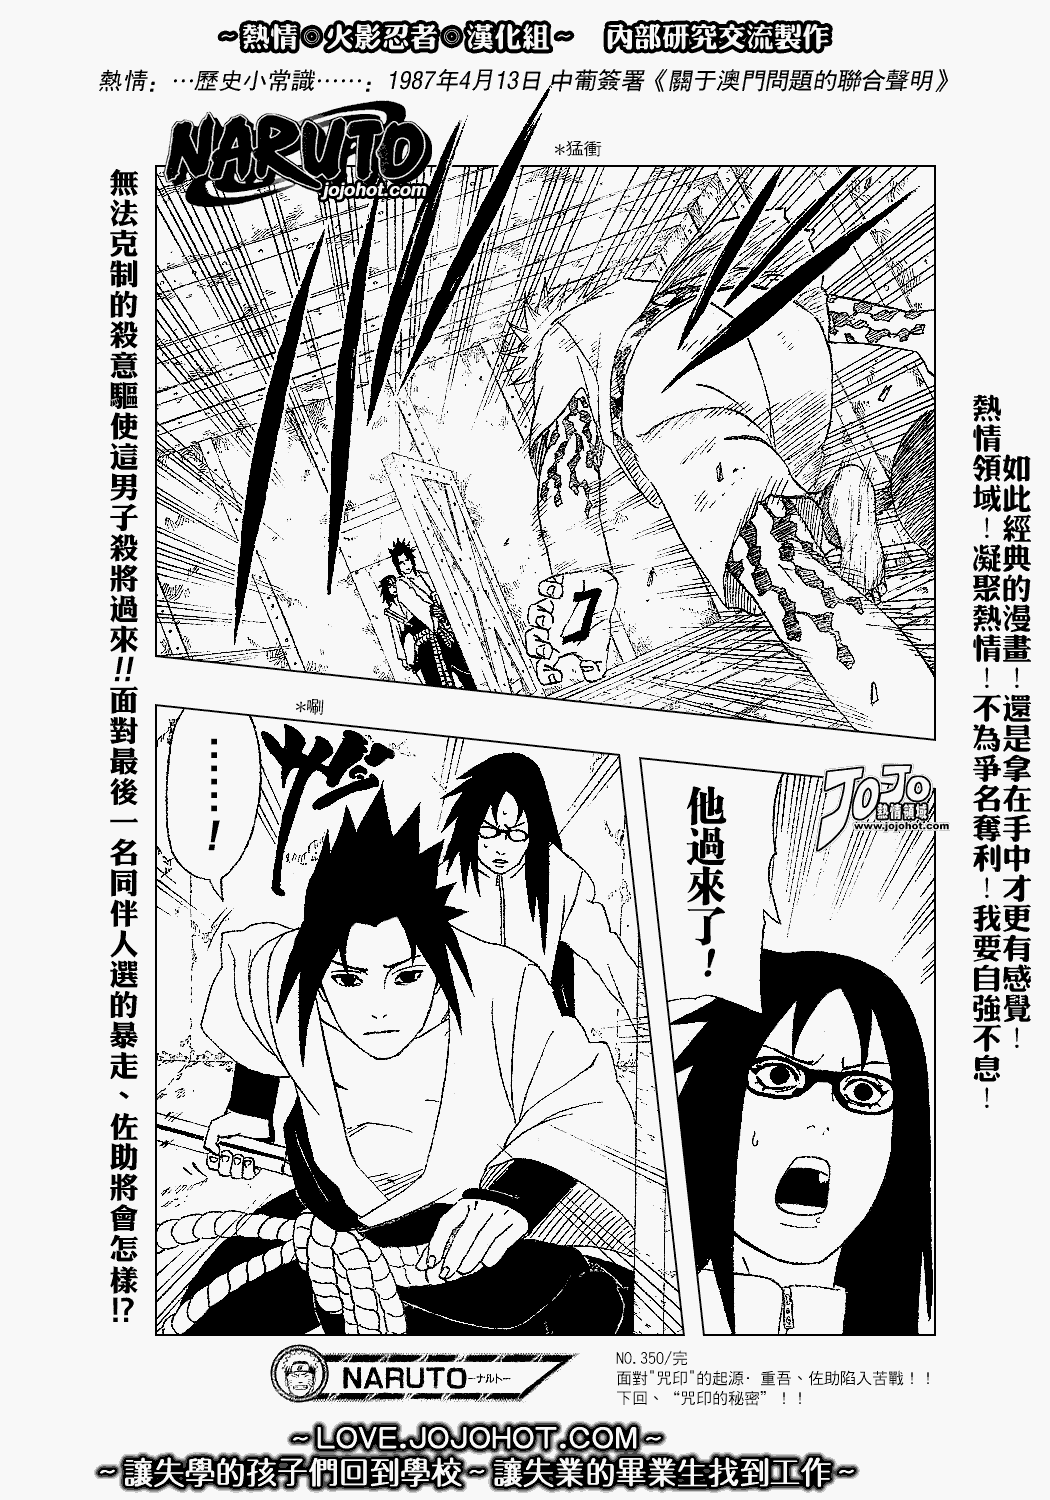 ～熱情◎火影忍者◎漢化組～　內部研究交流製作
熱情：…歷史小常識……：1987年4月13日 中葡簽署《關于澳門問題的聯合聲明》
NARUTO
jojohot.com
*猛衝
如此經典的漫畫！還是拿在手中才更有感覺！
熱情領域！凝聚熱情！不為爭名奪利！我要自強不息！
無法克制的殺意驅使這男子殺將過來!!面對最後一名同伴人選的暴走、佐助將會怎樣!?
JOJO
熱情領域
www.jojohot.com
他過來了！
*唰
……！
NARUTO
—ナルト—
NO.350/完
面對"咒印"的起源·重吾、佐助陷入苦戰！！
下回、“咒印的秘密”！！
～LOVE.JOJOHOT.COM～
～讓失學的孩子們回到學校～讓失業的畢業生找到工作～